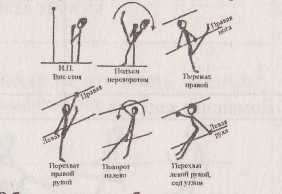 И.П.
Вис стоя
Подъем
переворотом
Правая
нога
Перемах
правой
Правая
Левая
Перехват
правой
рукой
Поворот
налево
Левая
рука
Перехват
левой рукой,
сед углом